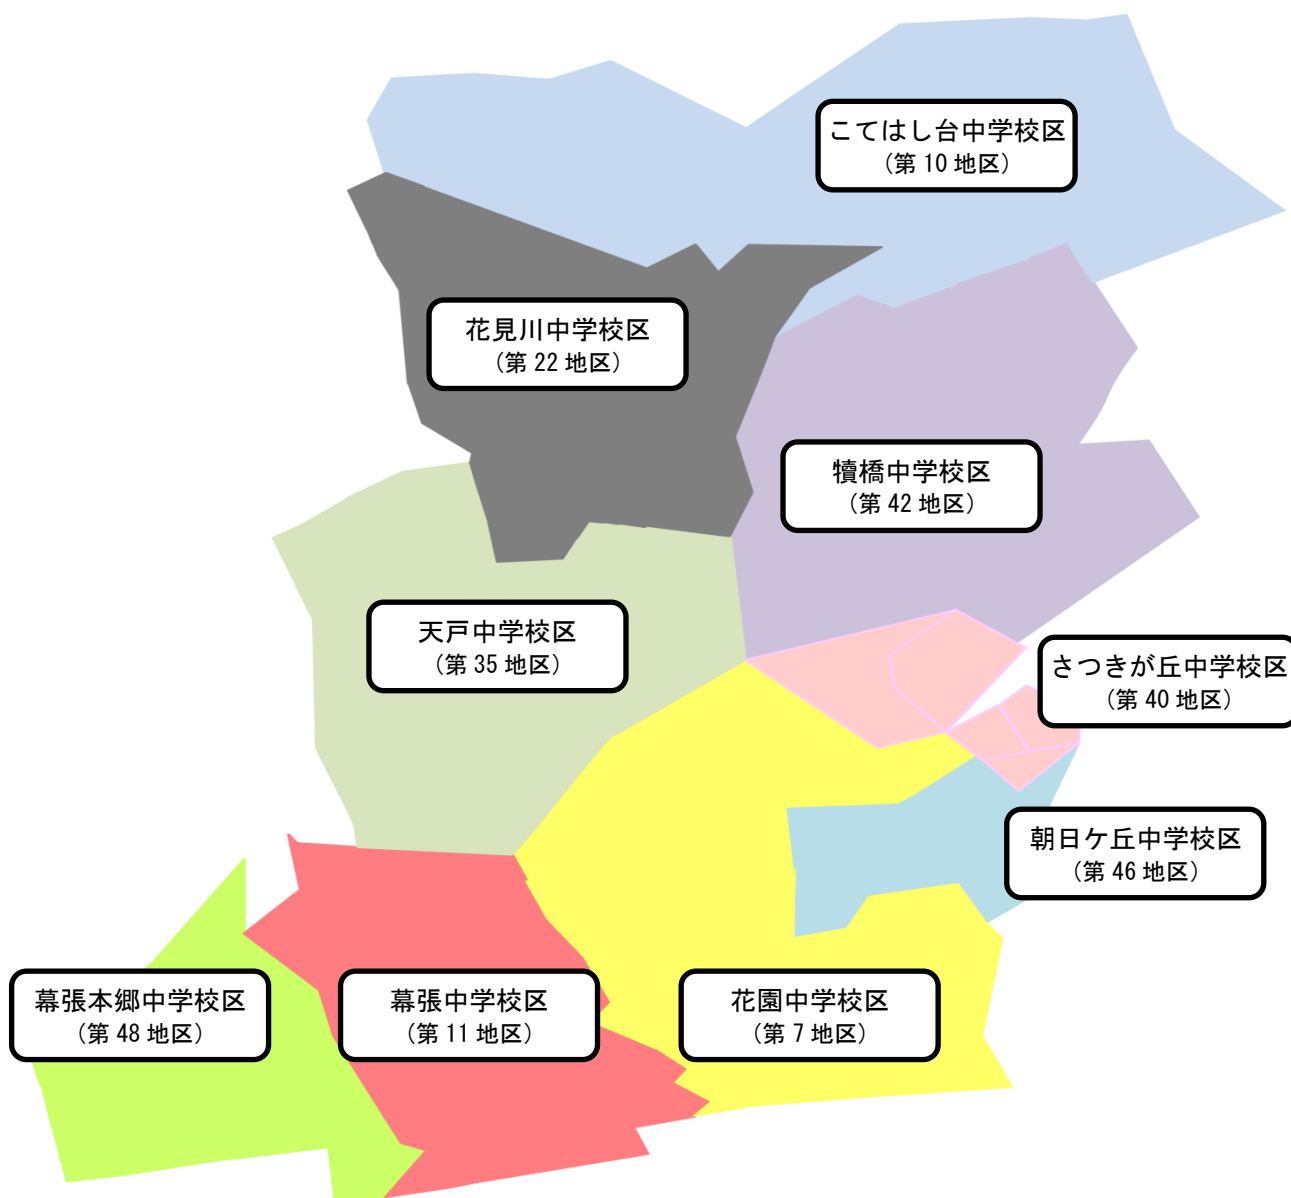 こてはし台中学校区
（第 10 地区）
花見川中学校区
（第 22 地区）
犢橋中学校区
（第 42 地区）
天戸中学校区
（第 35 地区）
さつきが丘中学校区
（第 40 地区）
朝日ケ丘中学校区
（第 46 地区）
幕張本郷中学校区
（第 48 地区）
幕張中学校区
（第 11 地区）
花園中学校区
（第 7 地区）